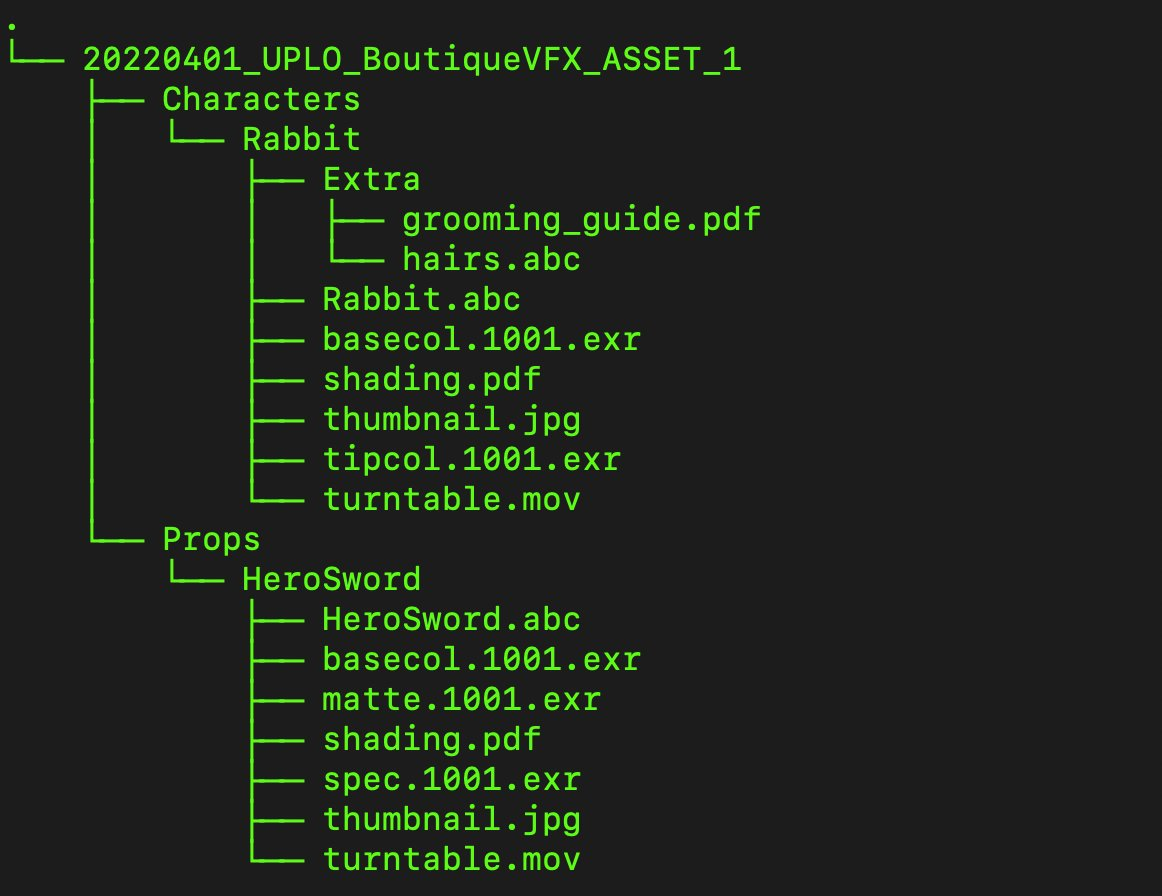 .
└── 20220401_UPLO_BoutiqueVFX_ASSET_1
    ├── Characters
    │   └── Rabbit
    │       ├── Extra
    │       │   ├── grooming_guide.pdf
    │       │   └── hairs.abc
    │       ├── Rabbit.abc
    │       ├── basecol.1001.exr
    │       ├── shading.pdf
    │       ├── thumbnail.jpg
    │       ├── tipcol.1001.exr
    │       └── turntable.mov
    └── Props
        └── HeroSword
            ├── HeroSword.abc
            ├── basecol.1001.exr
            ├── matte.1001.exr
            ├── shading.pdf
            ├── spec.1001.exr
            ├── thumbnail.jpg
            └── turntable.mov